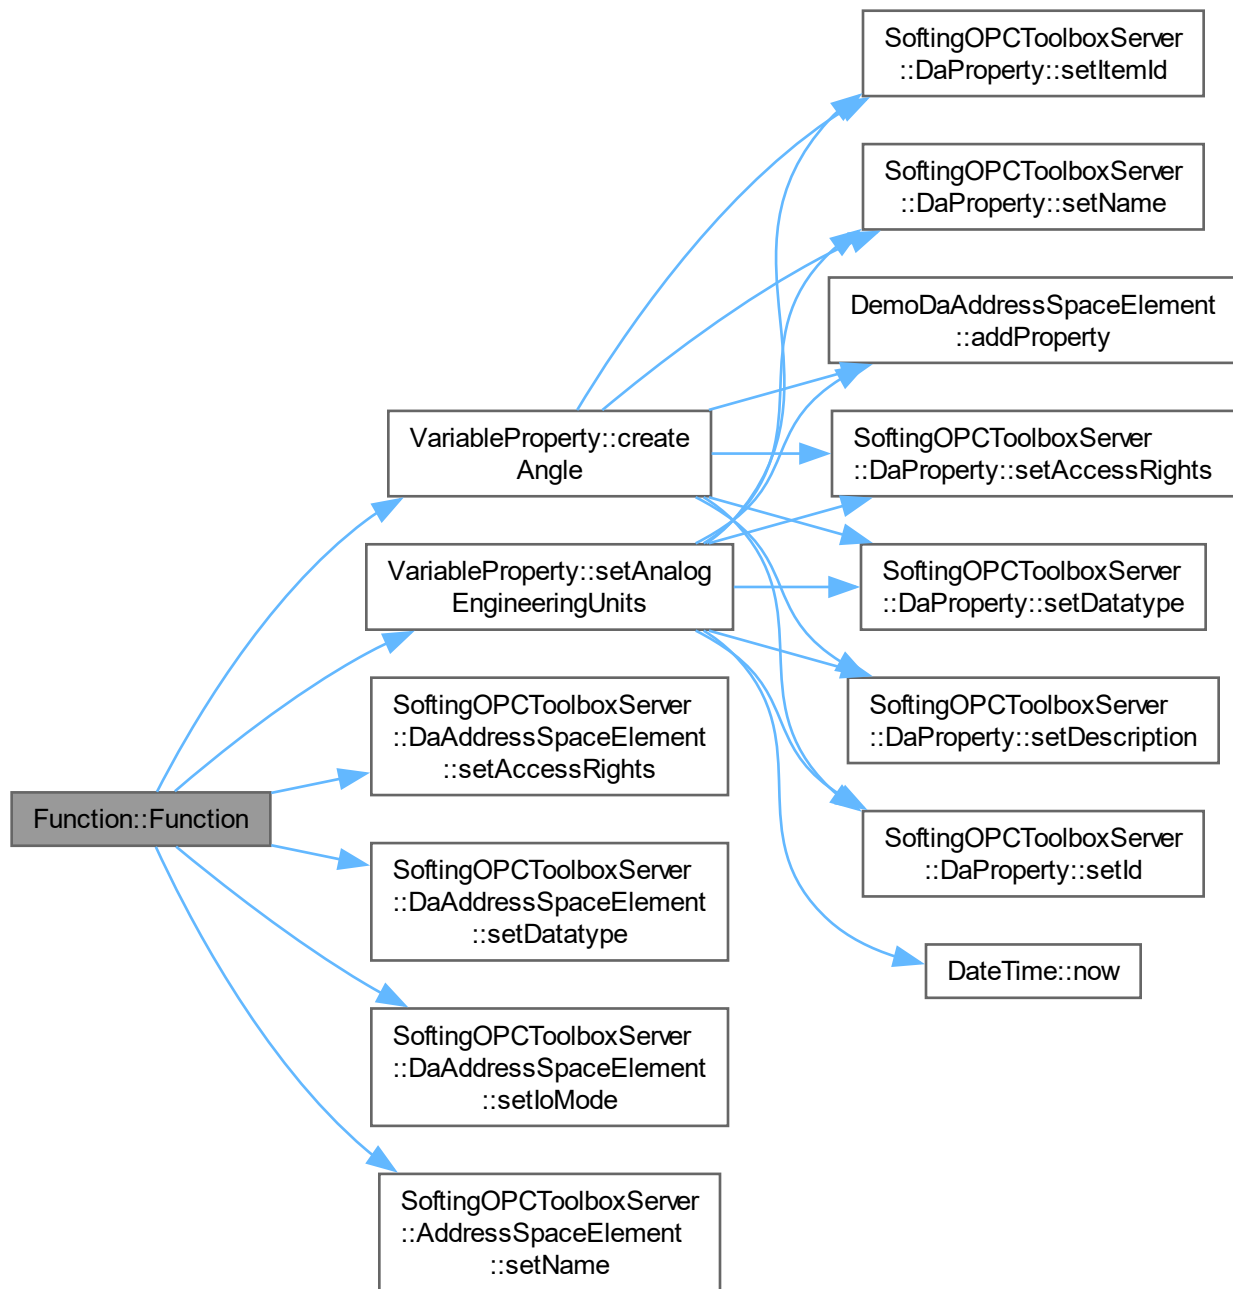 SoftingOPCToolboxServer
::DaProperty::setItemId
SoftingOPCToolboxServer
::DaProperty::setName
DemoDaAddressSpaceElement
::addProperty
VariableProperty::create
Angle
SoftingOPCToolboxServer
::DaProperty::setAccessRights
VariableProperty::setAnalog
EngineeringUnits
SoftingOPCToolboxServer
::DaProperty::setDatatype
SoftingOPCToolboxServer
::DaAddressSpaceElement
::setAccessRights
SoftingOPCToolboxServer
::DaProperty::setDescription
Function::Function
SoftingOPCToolboxServer
::DaAddressSpaceElement
::setDatatype
SoftingOPCToolboxServer
::DaProperty::setId
DateTime::now
SoftingOPCToolboxServer
::DaAddressSpaceElement
::setIoMode
SoftingOPCToolboxServer
::AddressSpaceElement
::setName